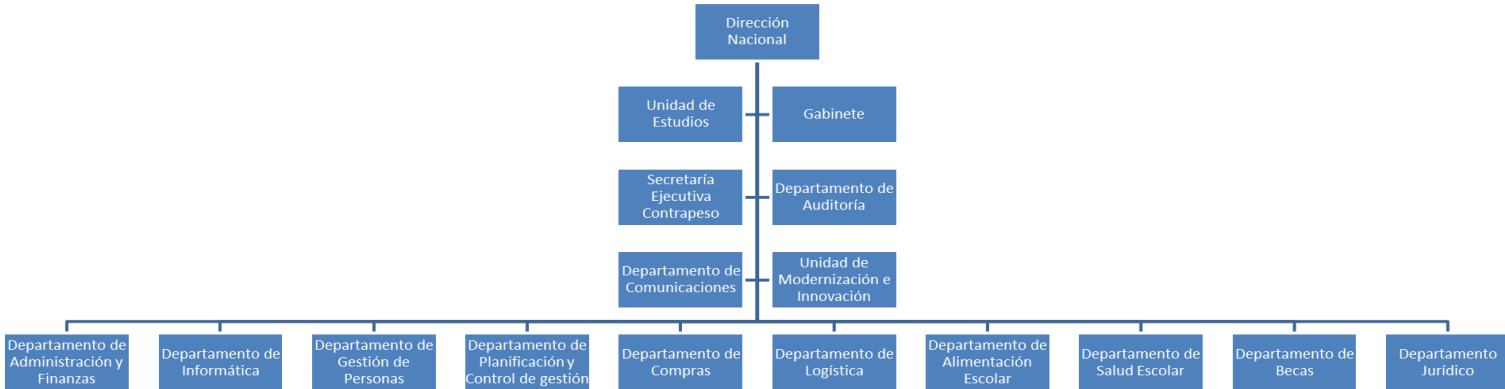 Dirección
Nacional
Unidad de
Estudios
Gabinete
Secretaría
Ejecutiva
Contrapeso
Departamento de
Auditoría
Departamento de
Comunicaciones
Unidad de
Modernización e
Innovación
Departamento de
Administración y
Finanzas
Departamento de
Informática
Departamento de
Gestión de
Personas
Departamento de
Planificación y
Control de gestión
Departamento de
Compras
Departamento de
Logística
Departamento de
Alimentación
Escolar
Departamento de
Salud Escolar
Departamento de
Becas
Departamento
Jurídico